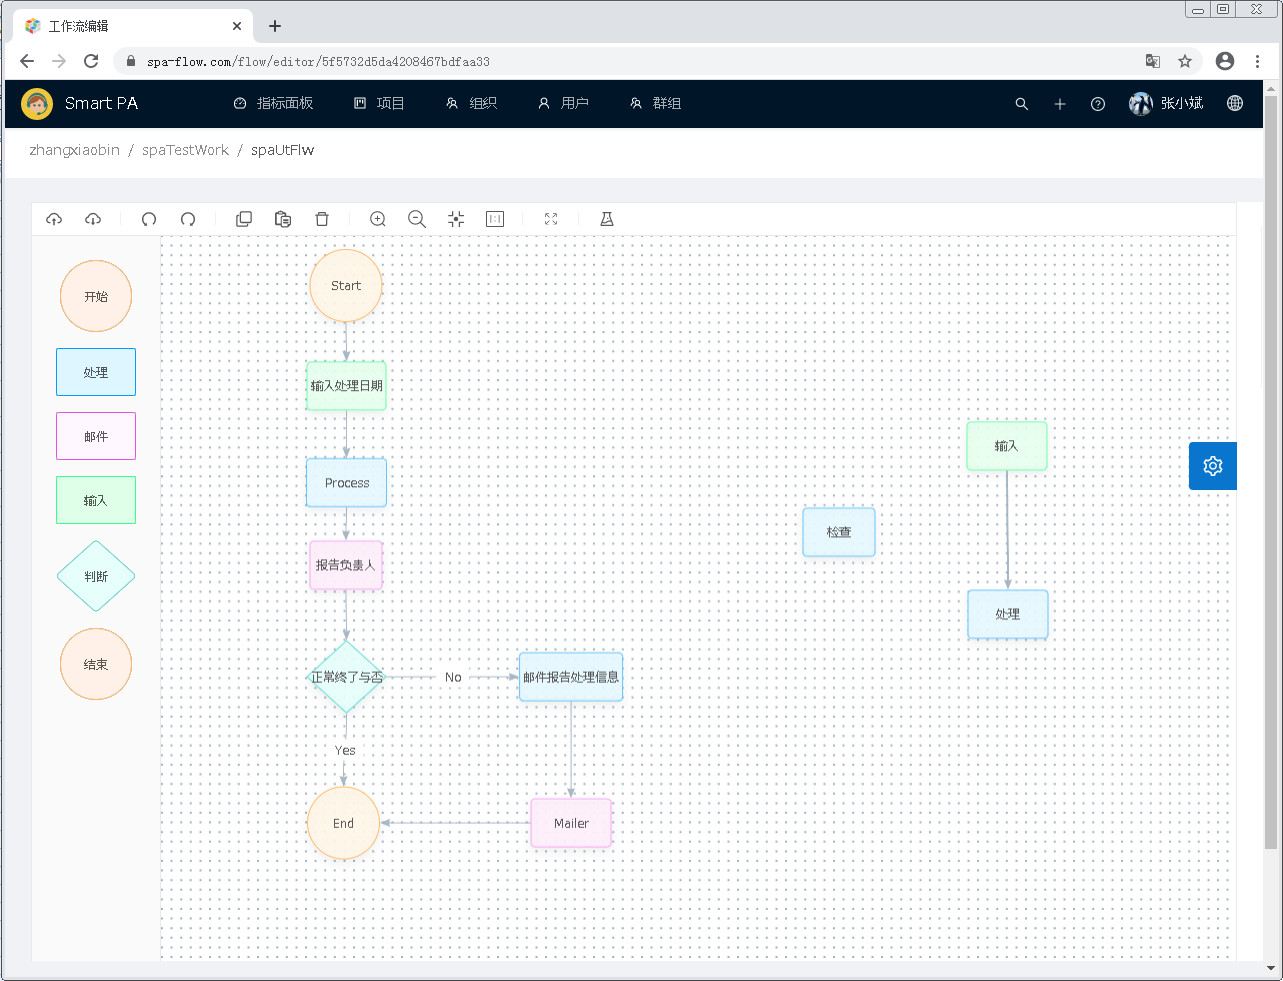 工作流编辑
spa-flow.com/flow/editor/5f5732d5da4208467bdfaa33
Smart PA 指标面板 项目 组织 用户 群组 张小斌
zhangxiaobin / spaTestWork / spaUtFlw
1:1
开始
处理
邮件
输入
判断
结束
Start
输入处理日期
Process
报告负责人
正常终了与否
No
邮件报告处理信息
Yes
End
Mailer
检查
输入
处理